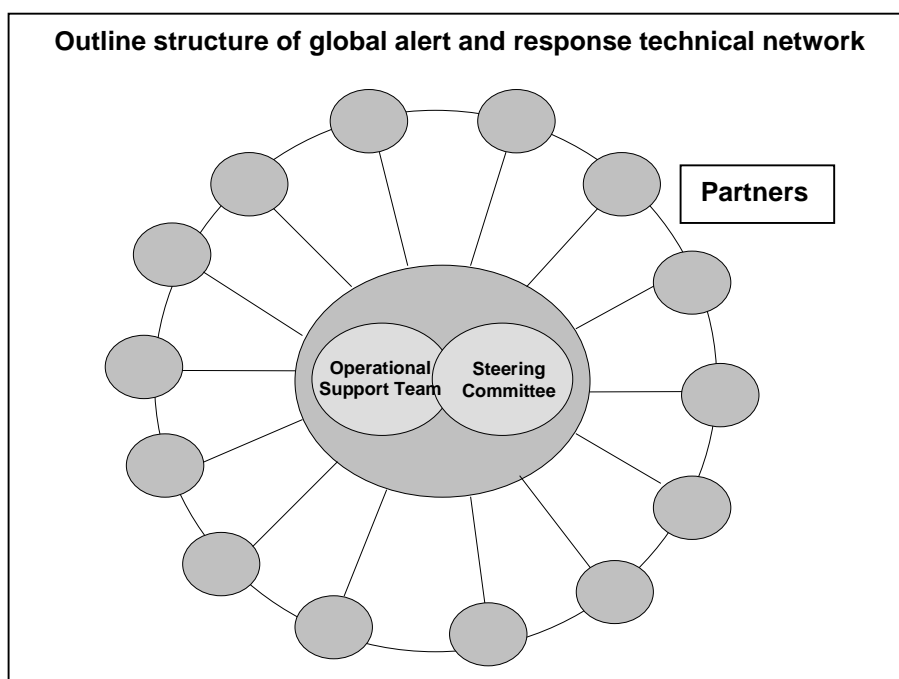 Outline structure of global alert and response technical network
Partners
Operational
Support Team
Steering
Committee